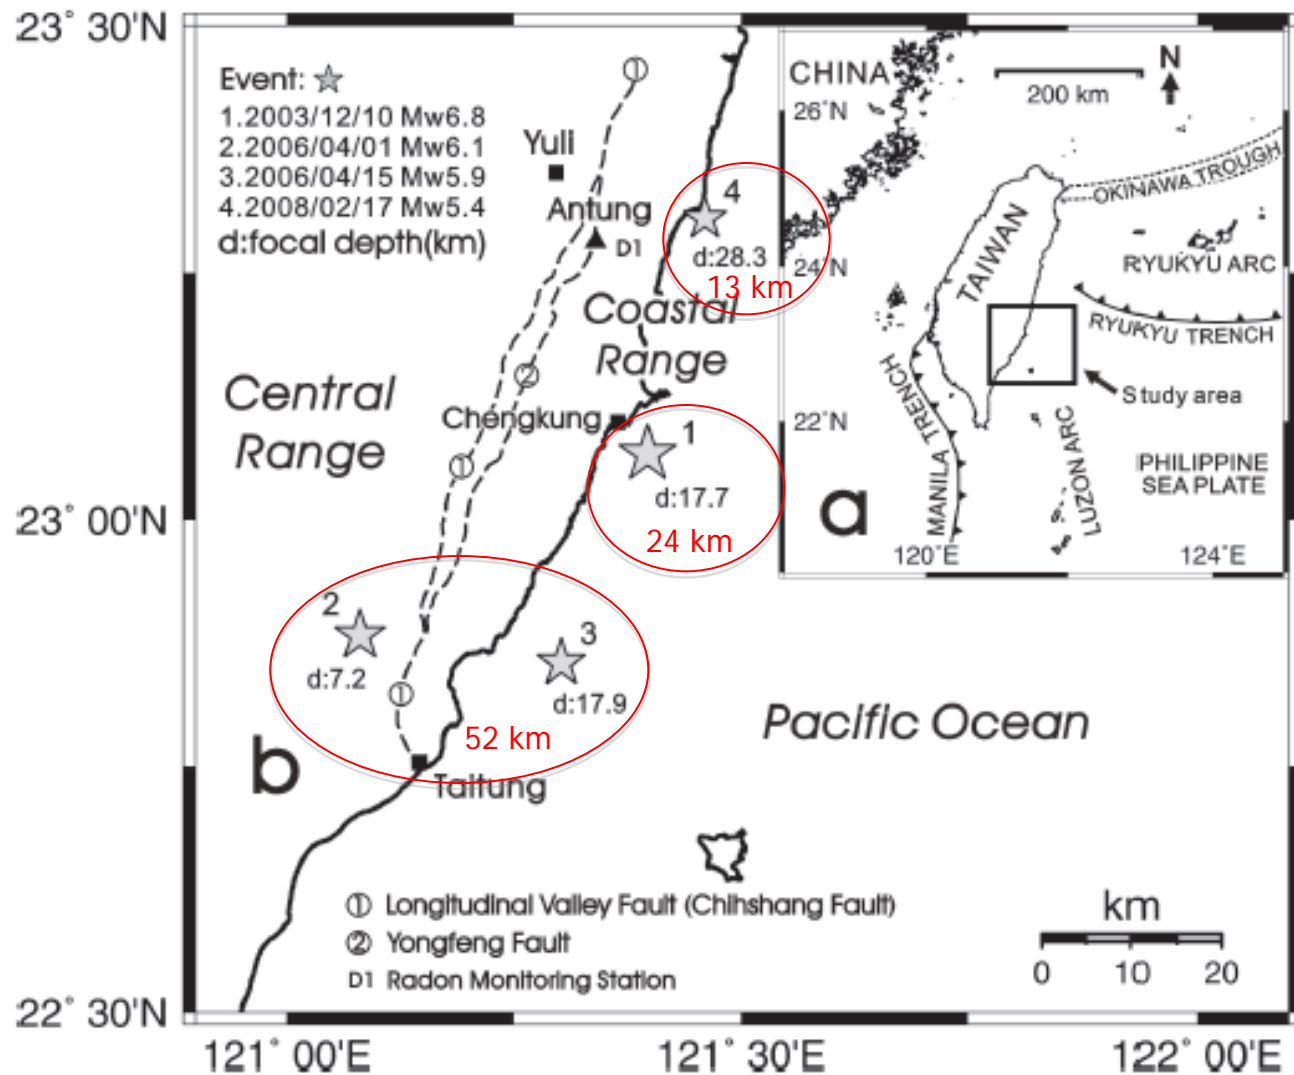 23° 30'N
Event:
1.2003/12/10 Mw6.8
2.2006/04/01 Mw6.1
3.2006/04/15 Mw5.9
4.2008/02/17 Mw5.4
d:focal depth(km)
1
Yuli
Antung
D1
4
d:28.3
13 km
Coastal
Range
Central
Range
2
Chengkung
1
1
d:17.7
24 km
23° 00'N
2
d:7.2
3
d:17.9
1
52 km
b
Taitung
Pacific Ocean
1 Longitudinal Valley Fault (Chihshang Fault)
2 Yongfeng Fault
D1 Radon Monitoring Station
km
0 10 20
22° 30'N
121° 00'E 121° 30'E 122° 00'E
CHINA
N
200 km
26°N
OKINAWA TROUGH
TAIWAN
24°N
RYUKYU ARC
RYUKYU TRENCH
Study area
22°N
MANILA TRENCH
LUZON ARC
PHILIPPINE
SEA PLATE
a
120°E 124°E